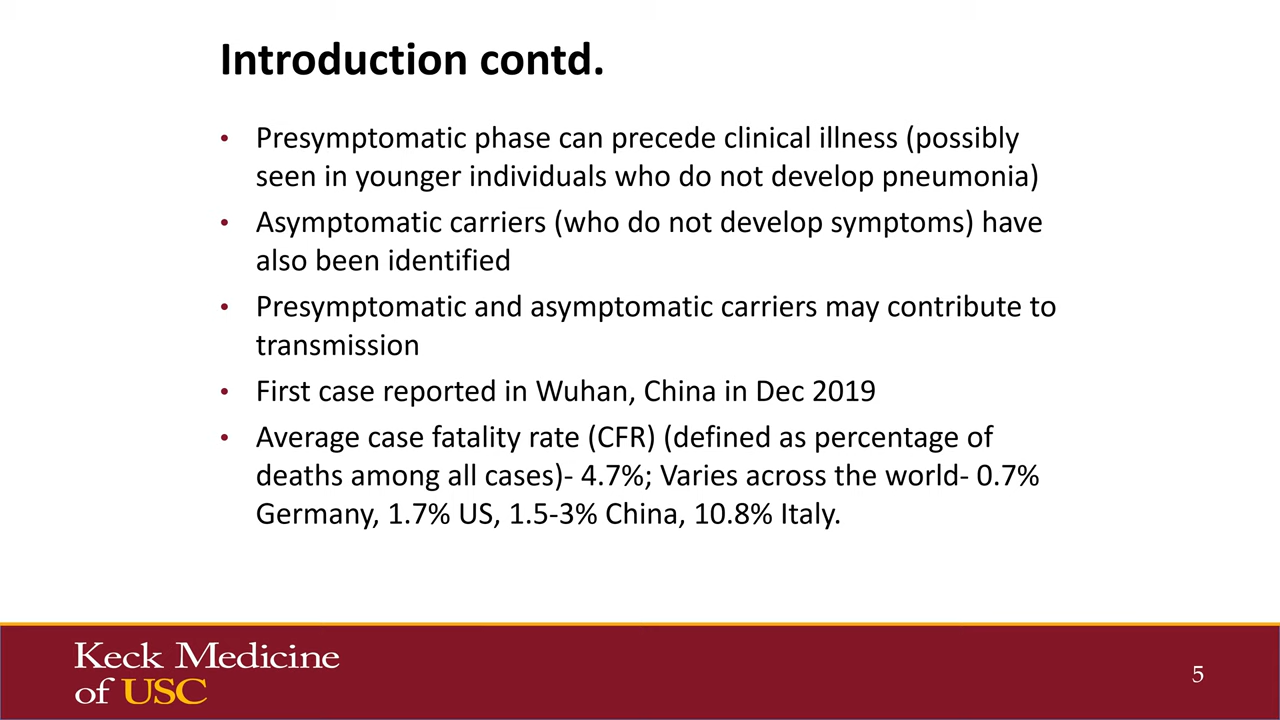 Introduction contd.
• Presymptomatic phase can precede clinical illness (possibly
seen in younger individuals who do not develop pneumonia)
• Asymptomatic carriers (who do not develop symptoms) have
also been identified
• Presymptomatic and asymptomatic carriers may contribute to
transmission
• First case reported in Wuhan, China in Dec 2019
• Average case fatality rate (CFR) (defined as percentage of
deaths among all cases)- 4.7%; Varies across the world- 0.7%
Germany, 1.7% US, 1.5-3% China, 10.8% Italy.
Keck Medicine
of USC
5